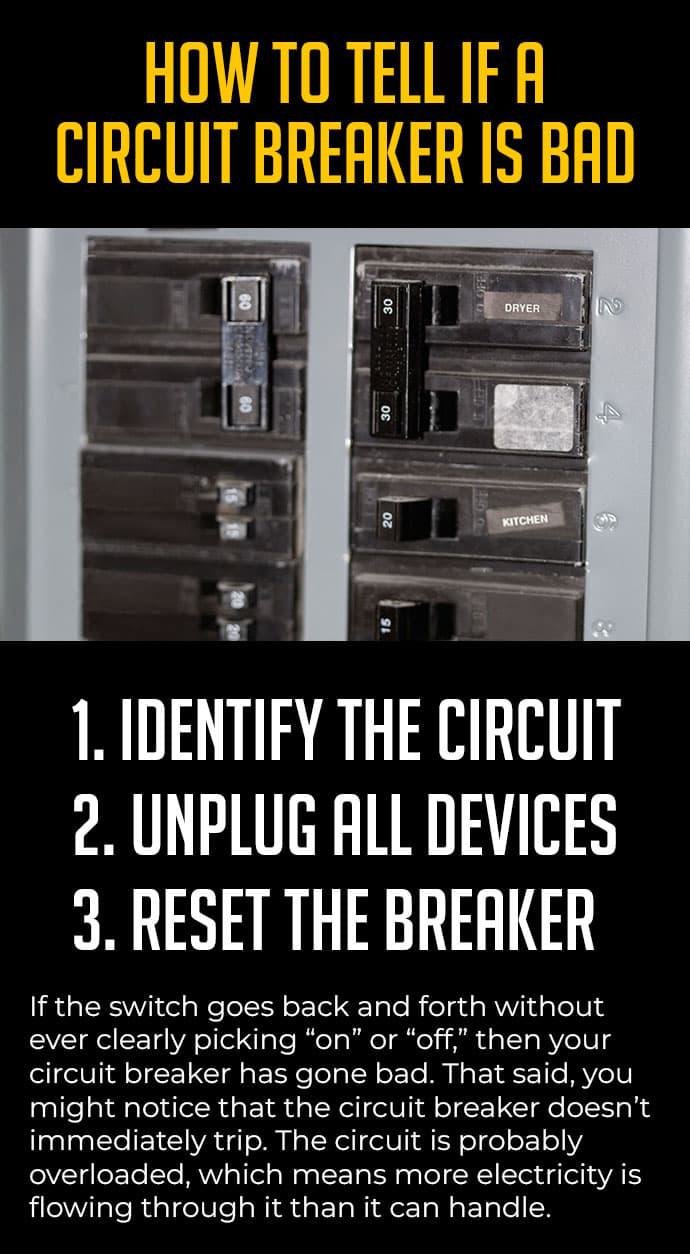 HOW TO TELL IF A
CIRCUIT BREAKER IS BAD
60
60
15
15
20
20
30
OFF
DRYER
2
30
4
20
OFF
KITCHEN
6
15
8
1. IDENTIFY THE CIRCUIT
2. UNPLUG ALL DEVICES
3. RESET THE BREAKER
If the switch goes back and forth without
ever clearly picking “on” or “off,” then your
circuit breaker has gone bad. That said, you
might notice that the circuit breaker doesn’t
immediately trip. The circuit is probably
overloaded, which means more electricity is
flowing through it than it can handle.